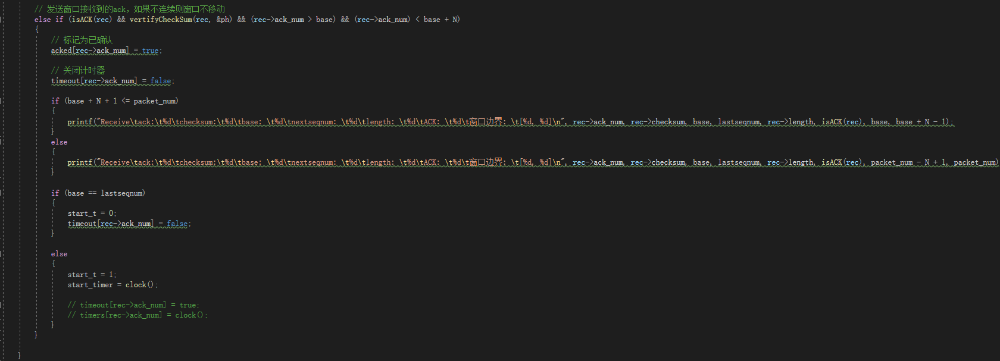 // 发送窗口接收到的ack，如果不连续则窗口不移动
else if (isACK(rec) && vertifyCheckSum(rec, &ph) && (rec->ack_num > base) && (rec->ack_num) < base + N)
{
// 标记为已确认
acked[rec->ack_num] = true;
// 关闭计时器
timeout[rec->ack_num] = false;
if (base + N + 1 <= packet_num)
{
printf("Receive\tack:\t%d\tchecksum:\t%d\tbase: \t%d\tnextseqnum: \t%d\tlength: \t%d\tACK: \t%d\t窗口边界: \t[%d, %d]\n", rec->ack_num, rec->checksum, base, lastseqnum, rec->length, isACK(rec), base, base + N - 1);
}
else
{
printf("Receive\tack:\t%d\tchecksum:\t%d\tbase: \t%d\tnextseqnum: \t%d\tlength: \t%d\tACK: \t%d\t窗口边界: \t[%d, %d]\n", rec->ack_num, rec->checksum, base, lastseqnum, rec->length, isACK(rec), packet_num - N + 1, packet_num)
}
if (base == lastseqnum)
{
start_t = 0;
timeout[rec->ack_num] = false;
}
else
{
start_t = 1;
start_timer = clock();
// timeout[rec->ack_num] = true;
// timers[rec->ack_num] = clock();
}
}
}